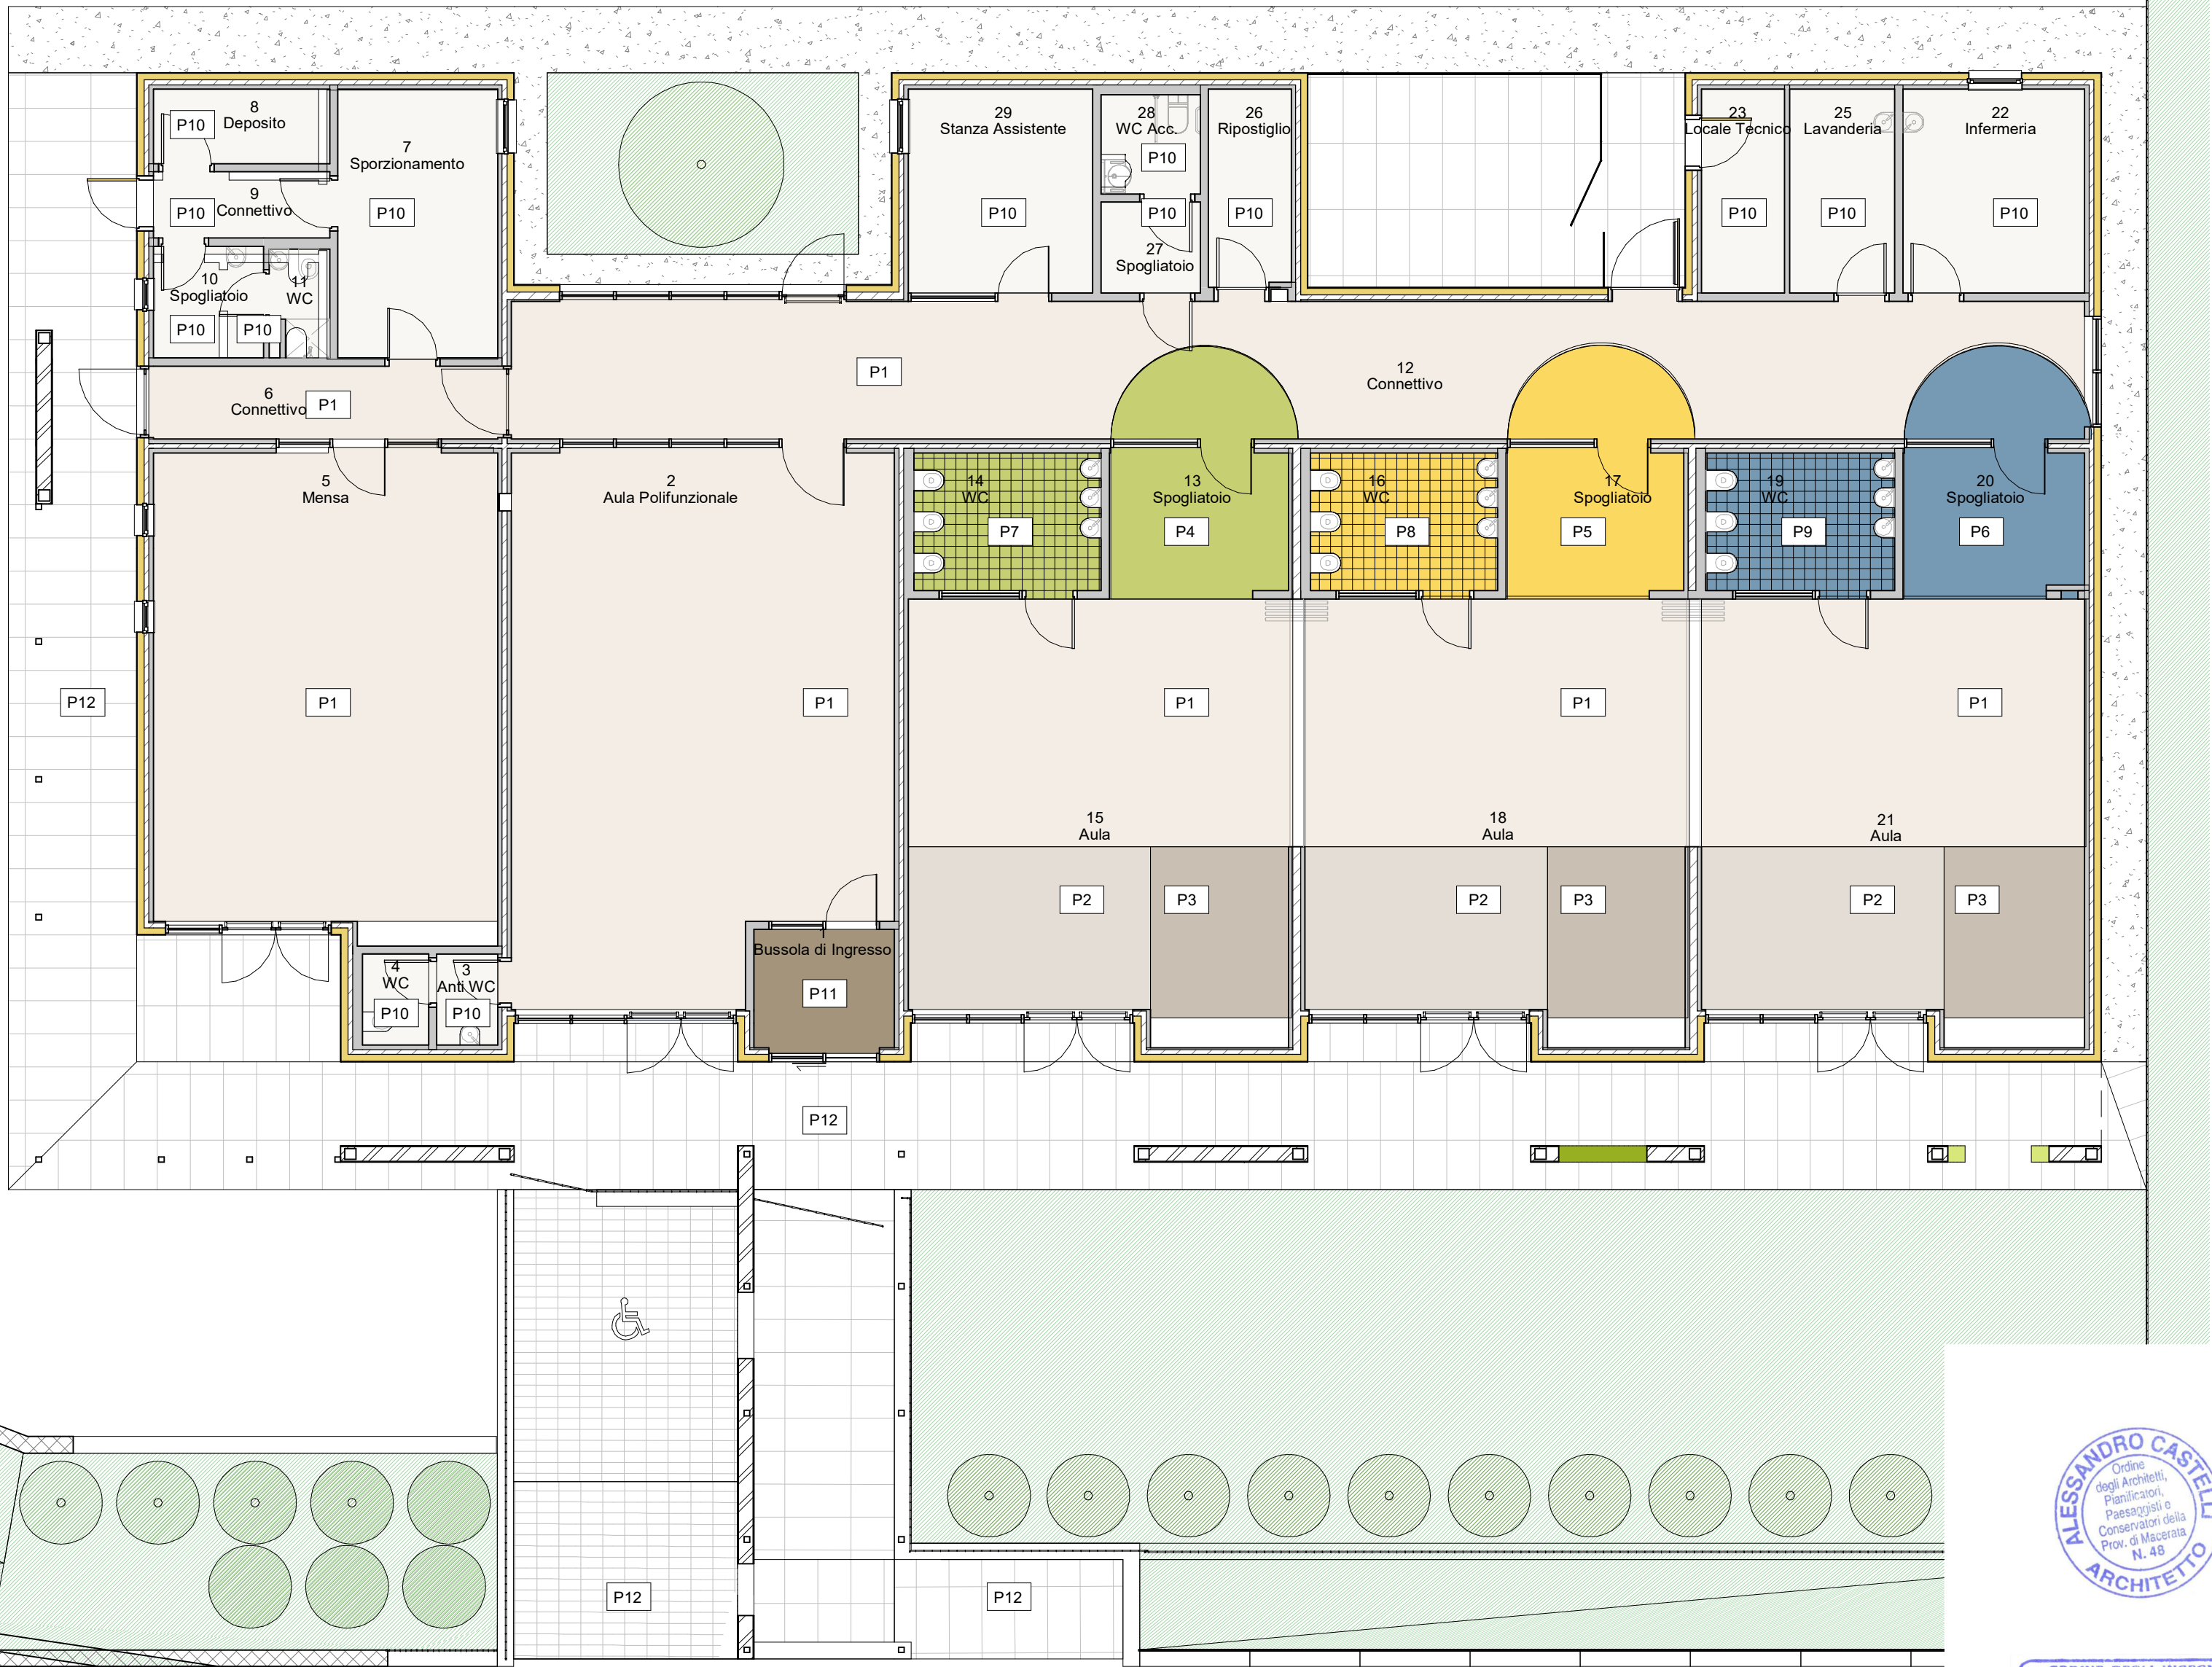 8
Deposito
P10
7
Sporzionamento
P10
9
Connettivo
P10
10
Spogliatoio
P10
P10
11
WC
29
Stanza Assistente
P10
28
WC Acc.
P10
P10
27
Spogliatoio
26
Ripostiglio
P10
23
Locale Tecnico
P10
25
Lavanderia
P10
22
Infermeria
P10
6
Connettivo
P1
P1
12
Connettivo
5
Mensa
P1
2
Aula Polifunzionale
P1
14
WC
P7
13
Spogliatoio
P4
16
WC
P8
17
Spogliatoio
P5
19
WC
P9
20
Spogliatoio
P6
P12
P1
15
Aula
P2
P3
P1
18
Aula
P2
P3
P1
21
Aula
P2
P3
4
WC
P10
3
Anti WC
P10
Bussola di Ingresso
P11
P12
P12
P12
ALESSANDRO CASTELLI
Ordine
degli Architetti,
Pianificatori,
Paesaggisti e
Conservatori della
Prov. di Macerata
N. 48
ARCHITETTO